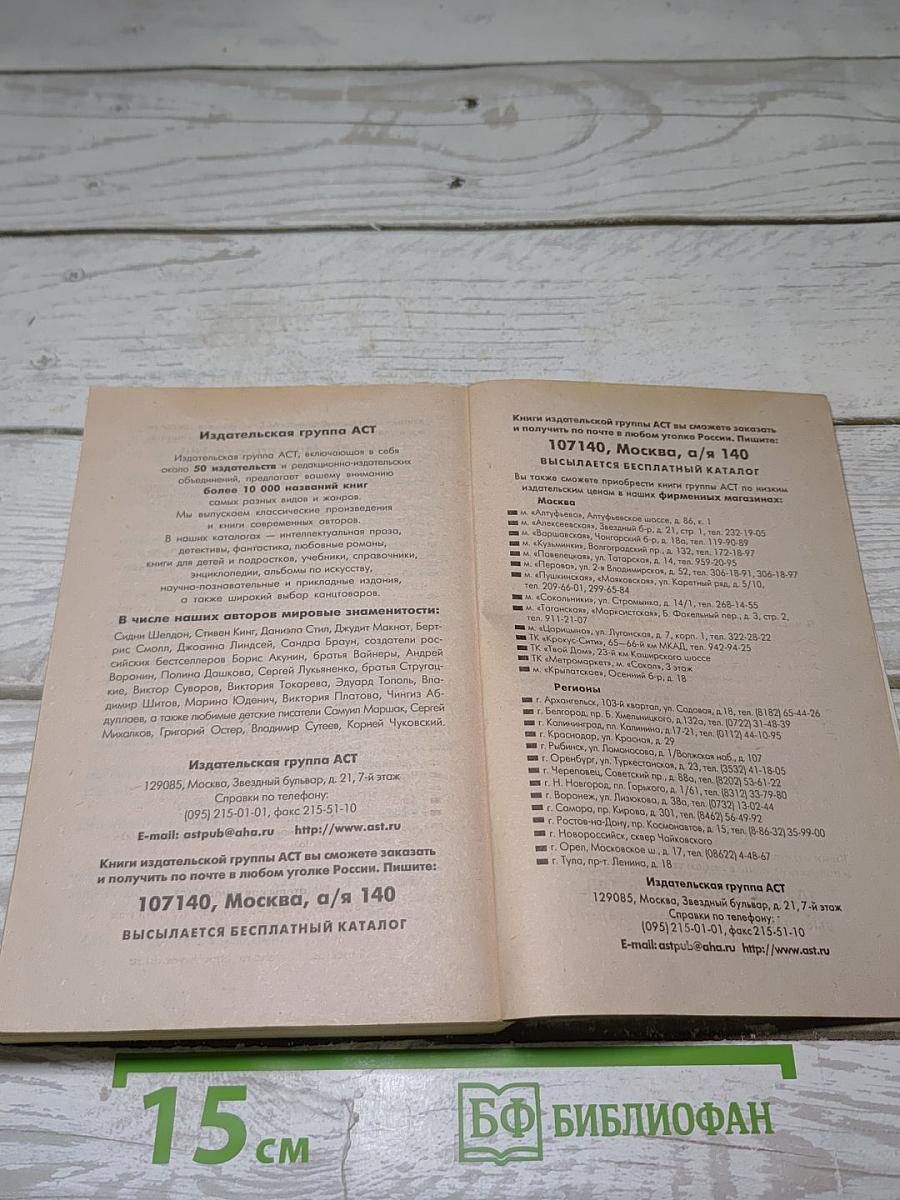 Издательская группа АСТ
Издательская группа АСТ, включающая в себя
около 50 издательств и редакционно-издательских
объединений, предлагает вашему вниманию
более 10 000 названий книг
самых разных видов и жанров.
Мы выпускаем классические произведения
и книги современных авторов.
В наших каталогах — интеллектуальная проза,
детективы, фантастика, любовные романы,
книги для детей и подростков, учебники, справочники,
энциклопедии, альбомы по искусству,
научно-познавательные и прикладные издания,
а также широкий выбор канцтоваров.
В числе наших авторов мировые знаменитости:
Сидни Шелдон, Стивен Кинг, Даниэла Стил, Джудит Макнот, Берт-
рис Смолл, Джоанна Линдсей, Сандра Браун, создатели рос-
сийских бестселлеров Борис Акунин, братья Вайнеры, Андрей
Воронин, Полина Дашкова, Сергей Лукьяненко, братья Стругац-
кие, Виктор Суворов, Виктория Токарева, Эдуард Тополь, Вла-
димир Шитов, Марина Юденич, Виктория Платова, Чингиз Аб-
дуллоев, а также любимые детские писатели Самуил Маршак, Сергей
Михалков, Григорий Остер, Владимир Сутеев, Корней Чуковский.
Издательская группа АСТ
129085, Москва, Звездный бульвар, д. 21, 7-й этаж
Справки по телефону:
(095) 215-01-01, факс 215-51-10
E-mail: astpub@aha.ru http://www.ast.ru
Книги издательской группы АСТ вы сможете заказать
и получить по почте в любом уголке России. Пишите:
107140, Москва, а/я 140
ВЫСЫЛАЕТСЯ БЕСПЛАТНЫЙ КАТАЛОГ
Книги издательской группы АСТ вы сможете заказать
и получить по почте в любом уголке России. Пишите:
107140, Москва, а/я 140
ВЫСЫЛАЕТСЯ БЕСПЛАТНЫЙ КАТАЛОГ
Вы также сможете приобрести книги группы АСТ по низким
издательским ценам в наших фирменных магазинах:
Москва
м. «Алтуфьево», Алтуфьевское шоссе, д. 86, к. 1
м. «Алексеевская», Звездный б-р, д. 21, стр. 1, тел. 232-19-05
м. «Варшавская», Чонгарский б-р, д. 18а, тел. 119-90-89
м. «Кузьминки», Волгоградский пр., д. 132, тел. 172-18-97
м. «Павелецкая», ул. Татарская, д. 14, тел. 959-20-95
м. «Перово», ул. 2-я Владимирская, д. 52, тел. 306-18-91, 306-18-97
м. «Пушкинская», «Маяковская», ул. Каретный ряд, д. 5/10,
тел. 209-66-01, 299-65-84
м. «Сокольники», ул. Стромынка, д. 14/1, тел. 268-14-55
м. «Таганская», «Марксистская», Б. Факельный пер., д. 3, стр. 2,
тел. 911-21-07
м. «Царицыно», ул. Луганская, д. 7, корп. 1, тел. 322-28-22
ТК «Крокус-Сити», 65—66-й км МКАД, тел. 942-94-25
ТК «Твой Дом», 23-й км Каширского шоссе
ТК «Метромаркет», м. «Сокол», 3 этаж
м. «Крылатское», Осенний б-р, д. 18
Регионы
г. Архангельск, 103-й квартал, ул. Садовая, д. 18, тел. (8182) 65-44-26
г. Белгород, пр. Б. Хмельницкого, д.132а, тел. (0722) 31-48-39
г. Калининград, пл. Калинина, д.17-21, тел. (0112) 44-10-95
г. Краснодар, ул. Красная, д. 29
г. Рыбинск, ул. Ломоносова, д. 1/Волжская наб., д. 107
г. Оренбург, ул. Туркестанская, д. 23, тел. (3532) 41-18-05
г. Череповец, Советский пр., д. 88а, тел. (8202) 53-61-22
г. Н. Новгород, пл. Горького, д. 1/61, тел. (8312) 33-79-80
г. Воронеж, ул. Лизюкова, д. 38а, тел. (0732) 13-02-44
г. Самара, пр. Кирова, д. 301, тел. (8462) 56-49-92
г. Ростов-на-Дону, пр. Космонавтов, д. 15, тел. (8-86-32) 35-99-00
г. Новороссийск, сквер Чайковского
г. Орел, Московское ш., д. 17, тел. (08622) 4-48-67
г. Тула, пр-т. Ленина, д. 18
Издательская группа АСТ
129085, Москва, Звездный бульвар, д. 21, 7-й этаж
Справки по телефону:
(095) 215-01-01, факс 215-51-10
E-mail: astpub@aha.ru http://www.ast.ru
15 см
БФ БИБЛИОФАН